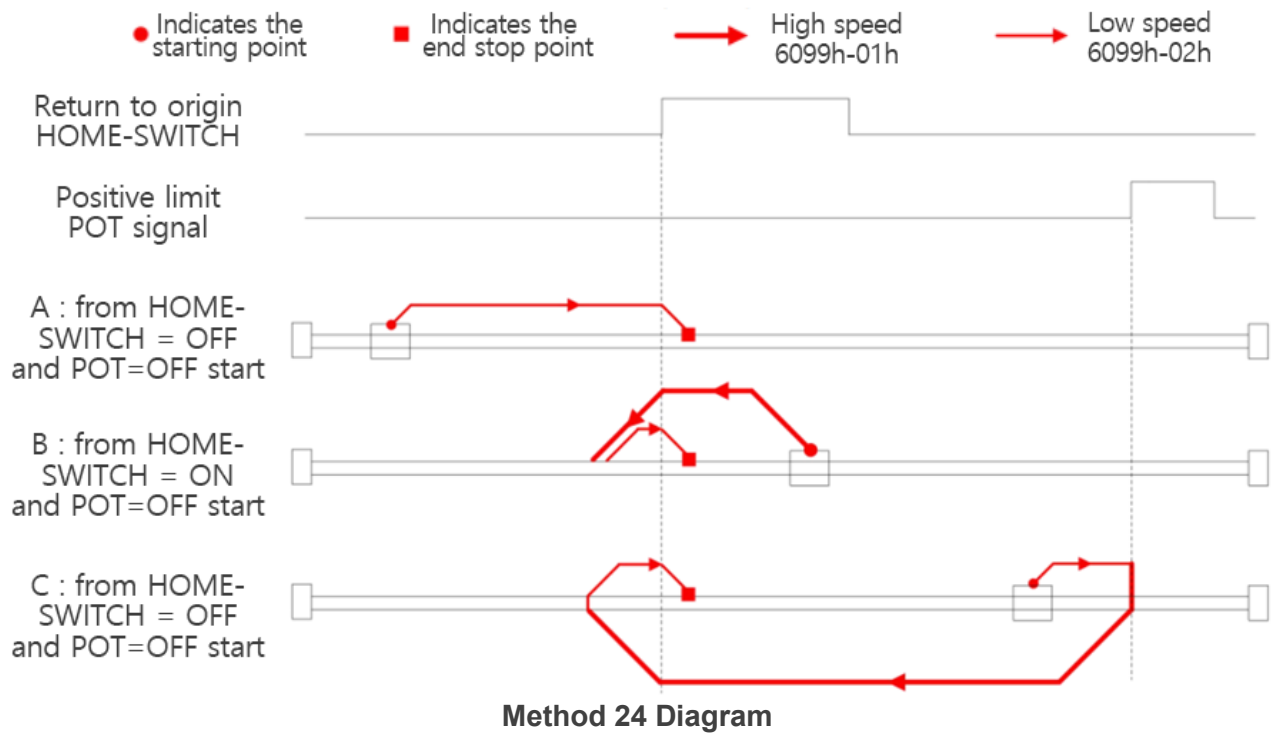 Indicates the
starting point
Indicates the
end stop point
High speed
6099h-01h
Low speed
6099h-02h
Return to origin
HOME-SWITCH
Positive limit
POT signal
A : from HOME-
SWITCH = OFF
and POT=OFF start
B : from HOME-
SWITCH = ON
and POT=OFF start
C : from HOME-
SWITCH = OFF
and POT=OFF start
Method 24 Diagram